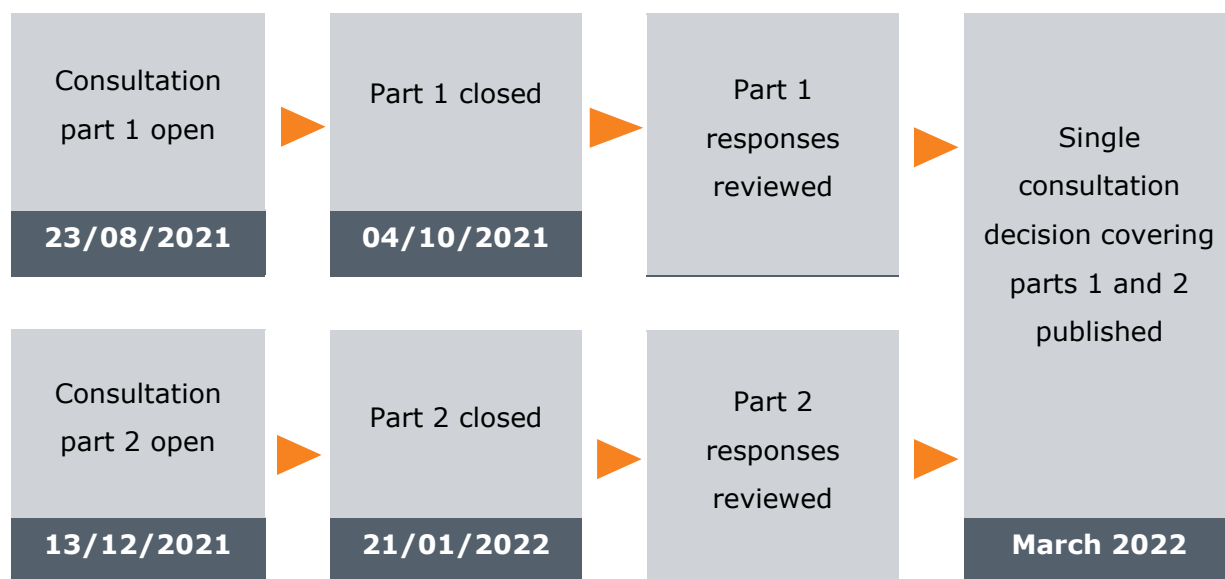 Consultation
part 1 open
23/08/2021
Part 1 closed
04/10/2021
Part 1
responses
reviewed
Single
consultation
decision covering
parts 1 and 2
published
March 2022
Consultation
part 2 open
13/12/2021
Part 2 closed
21/01/2022
Part 2
responses
reviewed